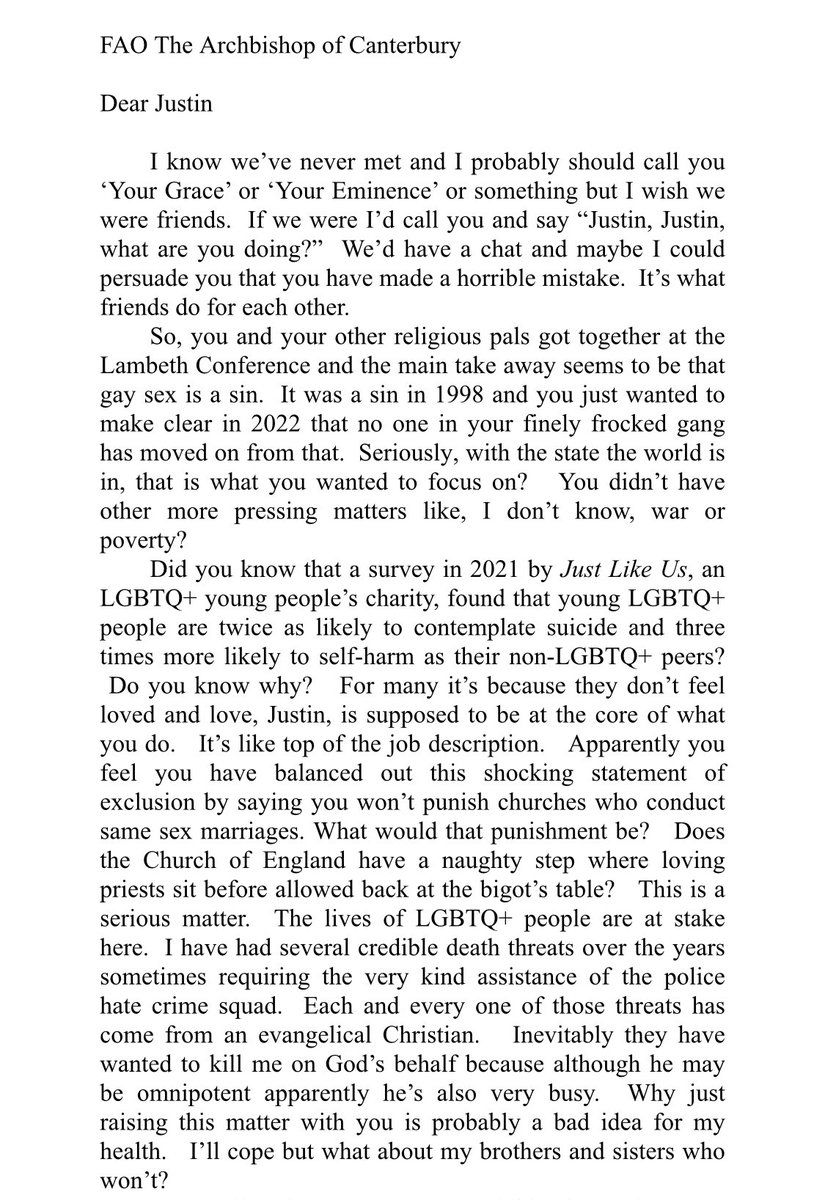 FAO The Archbishop of Canterbury
Dear Justin
I know we’ve never met and I probably should call you
‘Your Grace’ or ‘Your Eminence’ or something but I wish we
were friends. If we were I’d call you and say “Justin, Justin,
what are you doing?” We’d have a chat and maybe I could
persuade you that you have made a horrible mistake. It’s what
friends do for each other.
So, you and your other religious pals got together at the
Lambeth Conference and the main take away seems to be that
gay sex is a sin. It was a sin in 1998 and you just wanted to
make clear in 2022 that no one in your finely frocked gang
has moved on from that. Seriously, with the state the world is
in, that is what you wanted to focus on? You didn’t have
other more pressing matters like, I don’t know, war or
poverty?
Did you know that a survey in 2021 by Just Like Us, an
LGBTQ+ young people’s charity, found that young LGBTQ+
people are twice as likely to contemplate suicide and three
times more likely to self-harm as their non-LGBTQ+ peers?
Do you know why? For many it’s because they don’t feel
loved and love, Justin, is supposed to be at the core of what
you do. It’s like top of the job description. Apparently you
feel you have balanced out this shocking statement of
exclusion by saying you won’t punish churches who conduct
same sex marriages. What would that punishment be? Does
the Church of England have a naughty step where loving
priests sit before allowed back at the bigot’s table? This is a
serious matter. The lives of LGBTQ+ people are at stake
here. I have had several credible death threats over the years
sometimes requiring the very kind assistance of the police
hate crime squad. Each and every one of those threats has
come from an evangelical Christian. Inevitably they have
wanted to kill me on God’s behalf because although he may
be omnipotent apparently he’s also very busy. Why just
raising this matter with you is probably a bad idea for my
health. I’ll cope but what about my brothers and sisters who
won’t?